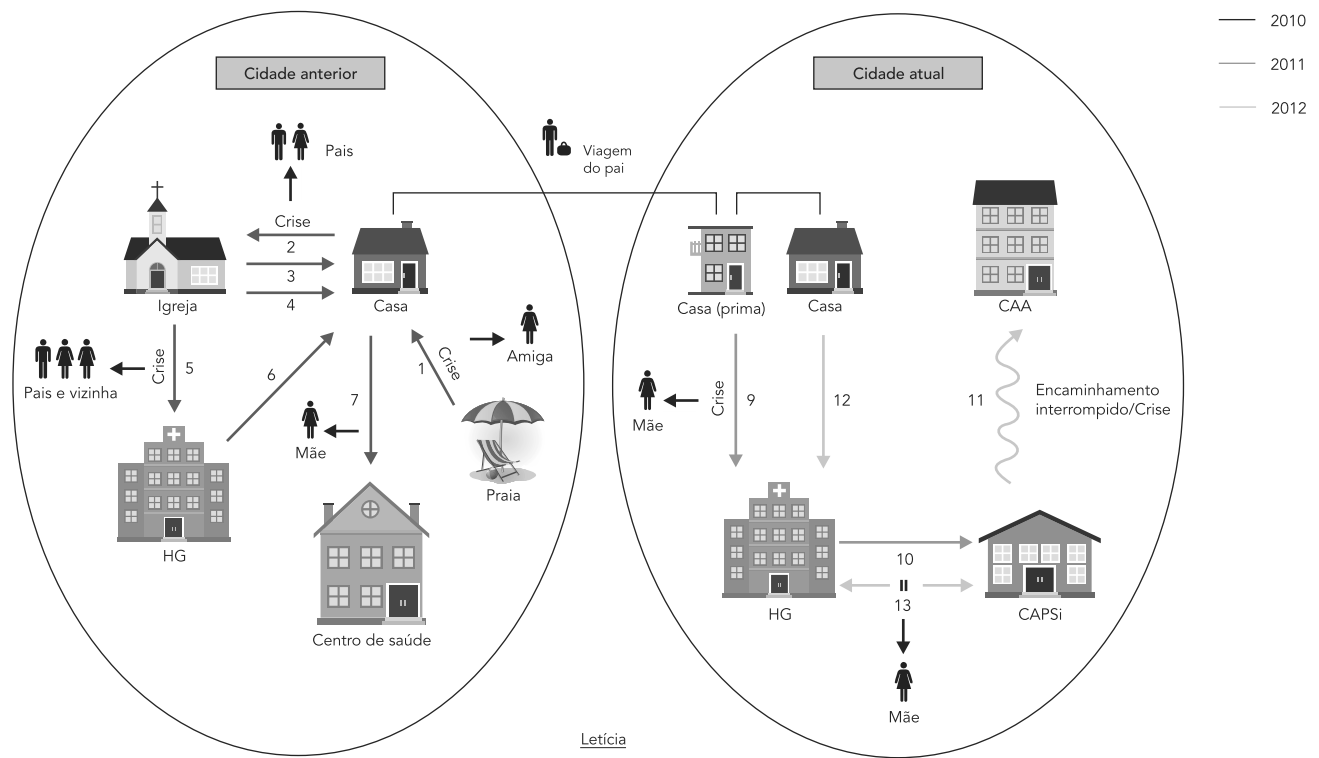 2010
2011
2012
Cidade anterior
Cidade atual
Pais
Viagem
do pai
Crise
2
3
4
Igreja
Casa
Casa (prima)
Casa
CAA
Crise
5
Pais e vizinha
6
7
Mãe
1
Crise
Amiga
Praia
HG
Centro de saúde
Mãe
Crise
9
12
11
Encaminhamento
interrompido/Crise
10
13
HG
CAPSi
Mãe
Letícia